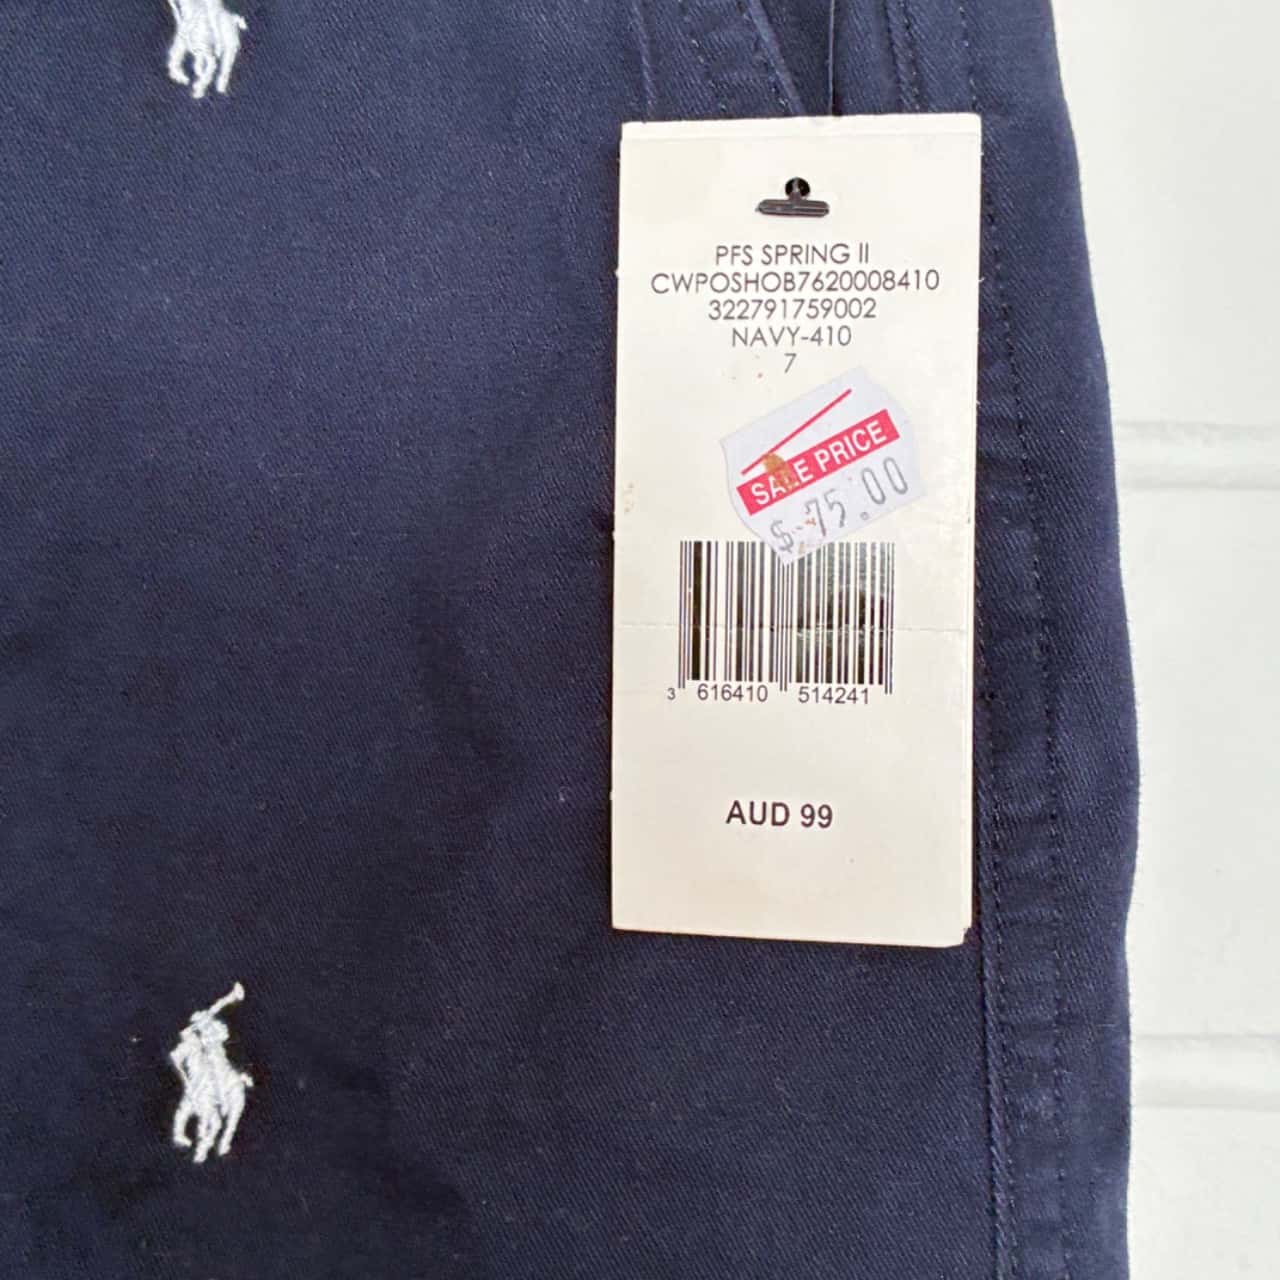 PFS SPRING II
CWPOSHOB7620008410
322791759002
NAVY-410
7
SALE PRICE
$ 75.00
3 616410 514241
AUD 99